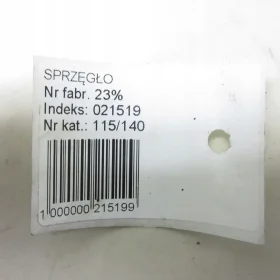 SPRZĘGŁO
Nr fabr. 23%
Indeks: 021519
Nr kat.: 115/140
1 000000 215199